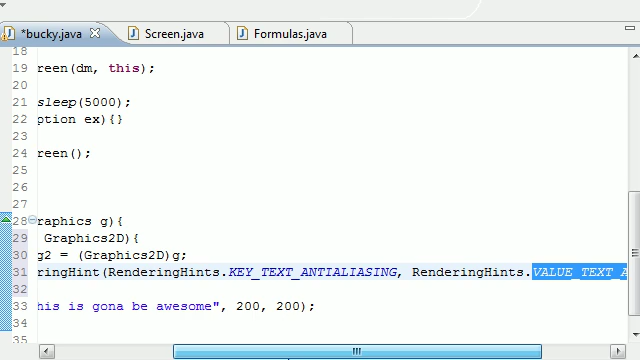 *bucky.java Screen.java Formulas.java
18
19 reen(dm, this);
20
21 sleep(5000);
22 ption ex){}
23
24 reen();
25
26
27
28 raphics g){
29 Graphics2D){
30 g2 = (Graphics2D)g;
31 ringHint(RenderingHints.KEY_TEXT_ANTIALIASING, RenderingHints.VALUE_TEXT_A
32
33 his is gona be awesome", 200, 200);
34
35